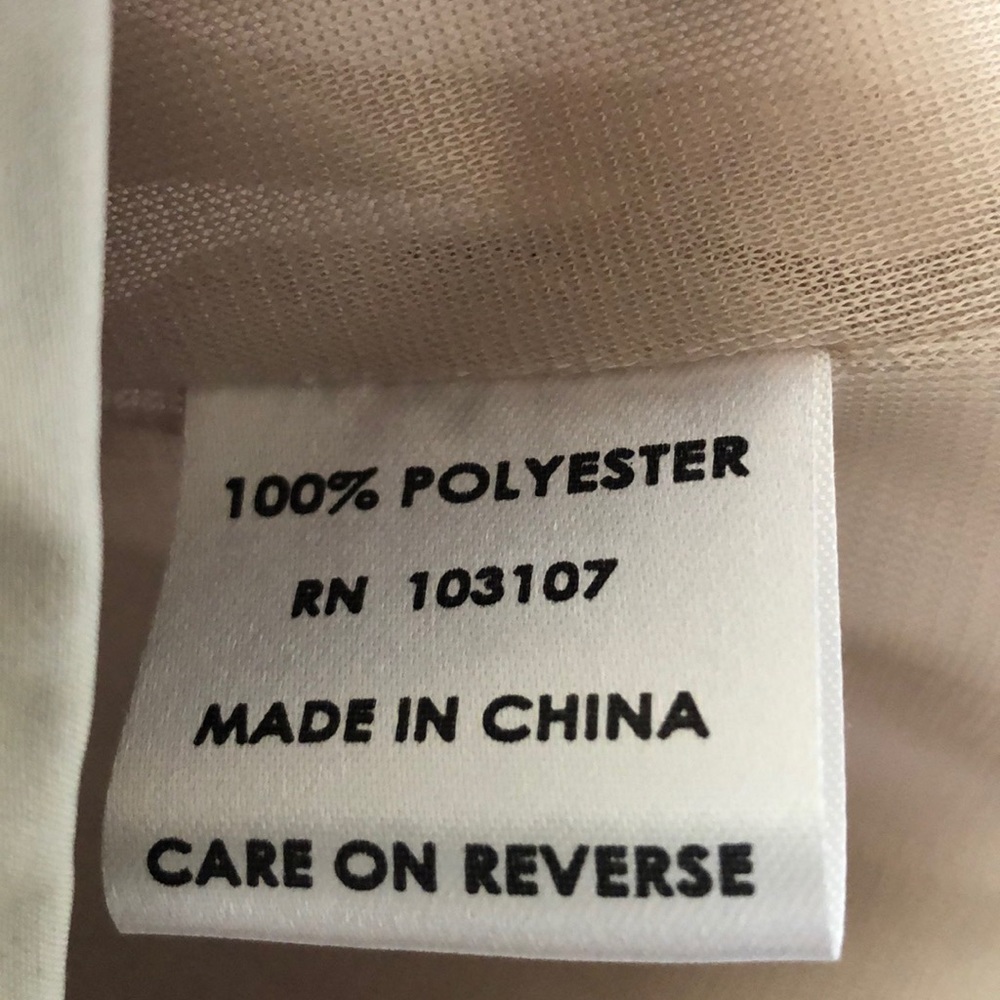 100% POLYESTER
RN 103107
MADE IN CHINA
CARE ON REVERSE